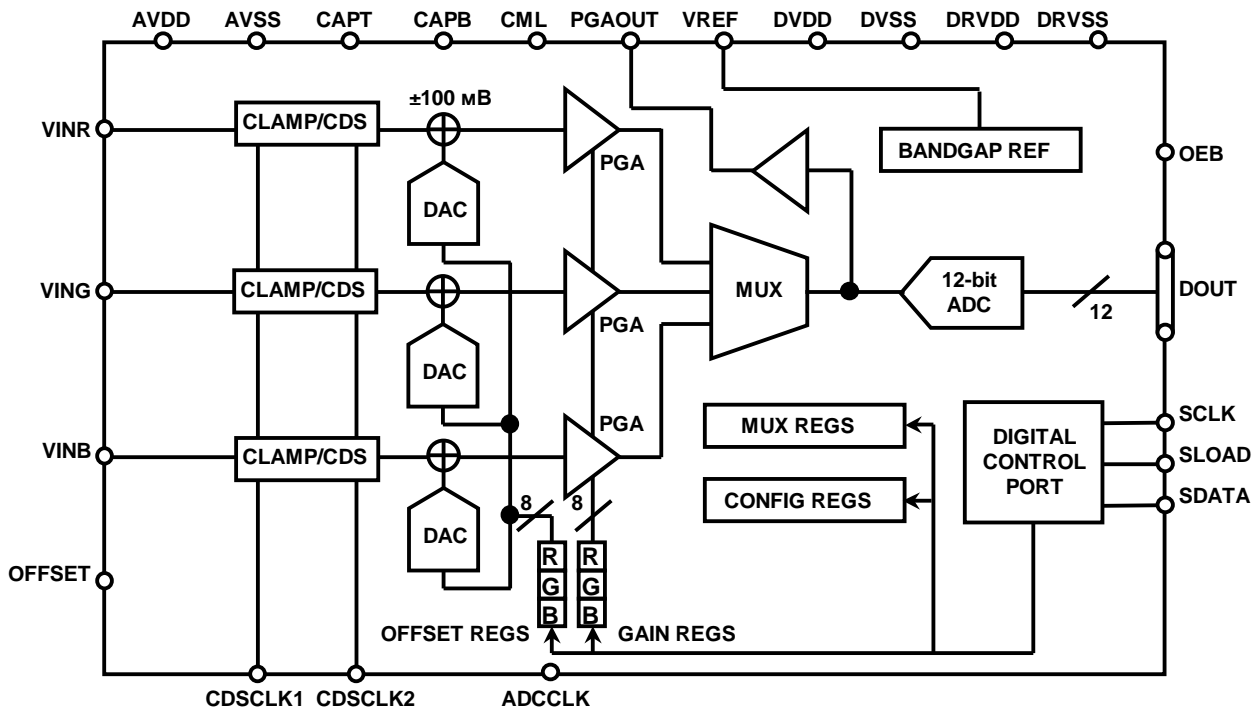 AVDD AVSS CAPT CAPB CML PGAOUT VREF DVDD DVSS DRVDD DRVSS
±100 мВ
VINR
CLAMP/CDS
PGA
BANDGAP REF
OEB
DAC
VING
CLAMP/CDS
PGA
MUX
12-bit
ADC
12
DOUT
DAC
VINB
CLAMP/CDS
PGA
MUX REGS
CONFIG REGS
DIGITAL
CONTROL
PORT
SCLK
SLOAD
SDATA
DAC
8
8
R
G
B
R
G
B
OFFSET
OFFSET REGS
GAIN REGS
CDSCLK1 CDSCLK2 ADCCLK